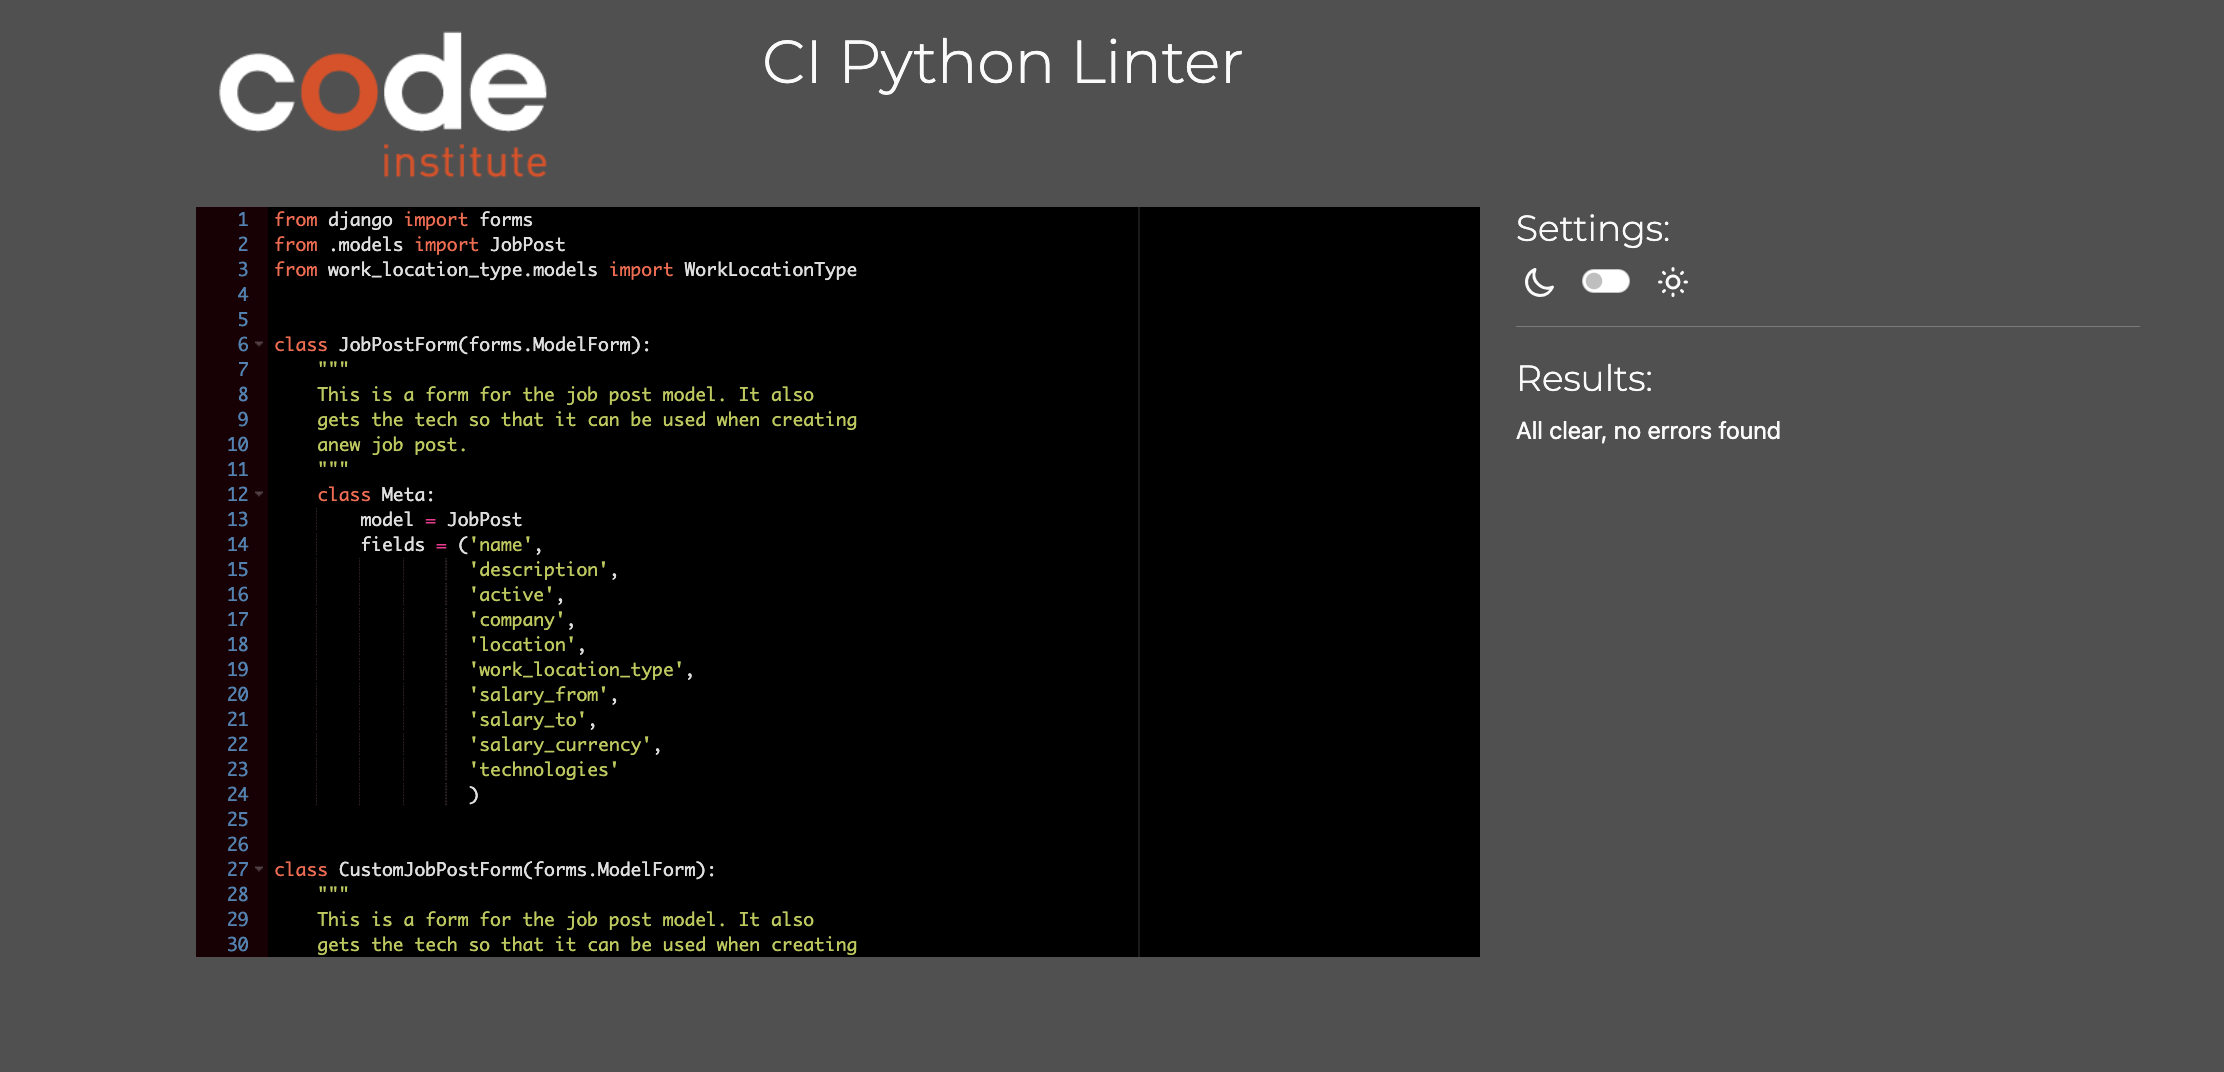 code
institute
CI Python Linter
1 from django import forms
2 from .models import JobPost
3 from work_location_type.models import WorkLocationType
4
5
6 class JobPostForm(forms.ModelForm):
7     """
8     This is a form for the job post model. It also
9     gets the tech so that it can be used when creating
10     anew job post.
11     """
12     class Meta:
13         model = JobPost
14         fields = ('name',
15                   'description',
16                   'active',
17                   'company',
18                   'location',
19                   'work_location_type',
20                   'salary_from',
21                   'salary_to',
22                   'salary_currency',
23                   'technologies'
24                   )
25
26
27 class CustomJobPostForm(forms.ModelForm):
28     """
29     This is a form for the job post model. It also
30     gets the tech so that it can be used when creating
Settings:
Results:
All clear, no errors found